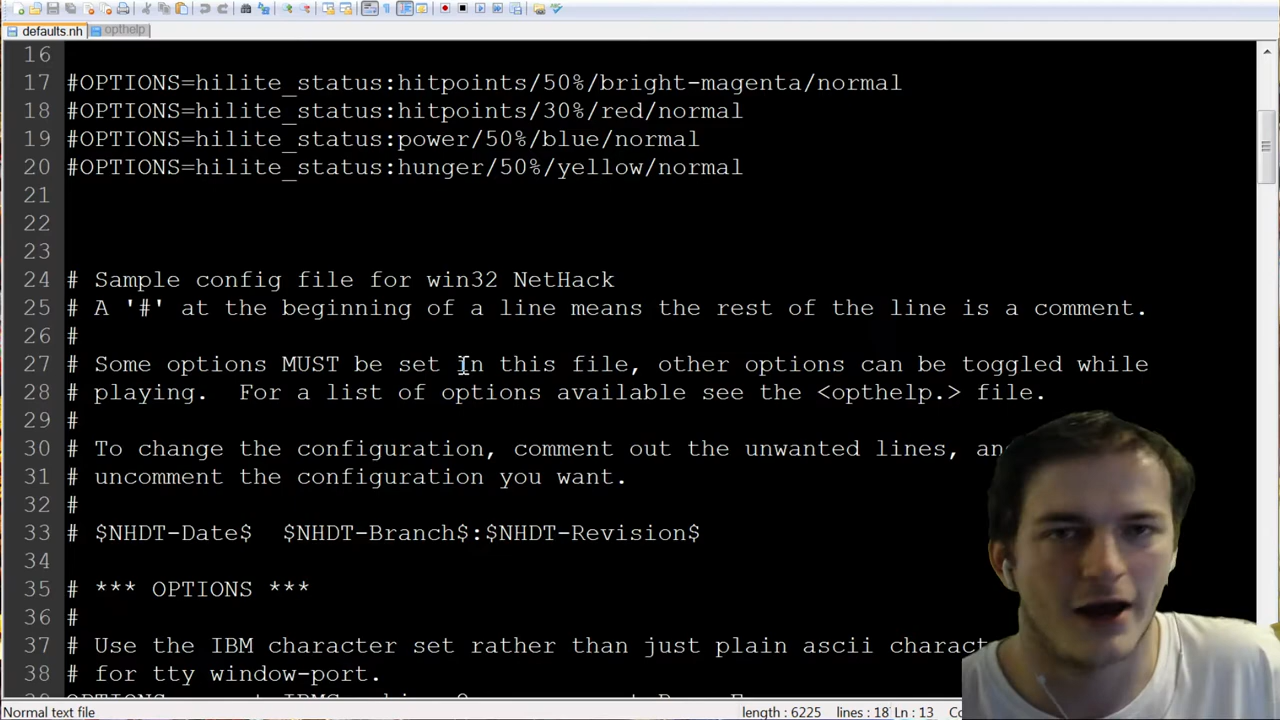 defaults.nh opthelp
16
17 #OPTIONS=hilite_status:hitpoints/50%/bright-magenta/normal
18 #OPTIONS=hilite_status:hitpoints/30%/red/normal
19 #OPTIONS=hilite_status:power/50%/blue/normal
20 #OPTIONS=hilite_status:hunger/50%/yellow/normal
21
22
23
24 # Sample config file for win32 NetHack
25 # A '#' at the beginning of a line means the rest of the line is a comment.
26 #
27 # Some options MUST be set in this file, other options can be toggled while
28 # playing.  For a list of options available see the <opthelp.> file.
29 #
30 # To change the configuration, comment out the unwanted lines,
31 # uncomment the configuration you want.
32 #
33 # $NHDT-Date$  $NHDT-Branch$:$NHDT-Revision$
34
35 # *** OPTIONS ***
36 #
37 # Use the IBM character set rather than just plain ascii
38 # for tty window-port.
Normal text file length : 6225 lines : 18 Ln : 13